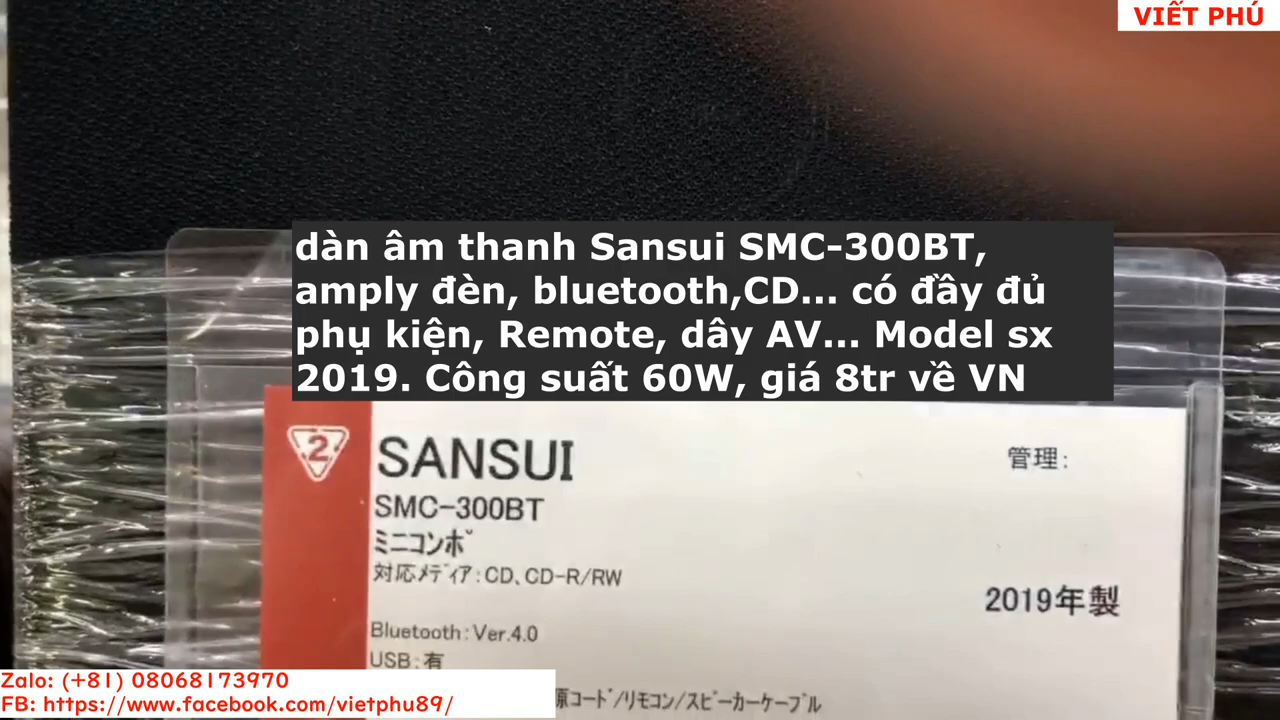 VIẾT PHÚ
dàn âm thanh Sansui SMC-300BT,
amply đèn, bluetooth,CD... có đầy đủ
phụ kiện, Remote, dây AV... Model sx
2019. Công suất 60W, giá 8tr về VN
2
SANSUI
管理:
SMC-300BT
ミニコンポ
対応メディア:CD、CD-R/RW
2019年製
Bluetooth:Ver.4.0
USB:有
Zalo: (+81) 08068173970
FB: https://www.facebook.com/vietphu89/
原コード/リモコン/スピーカーケーブル